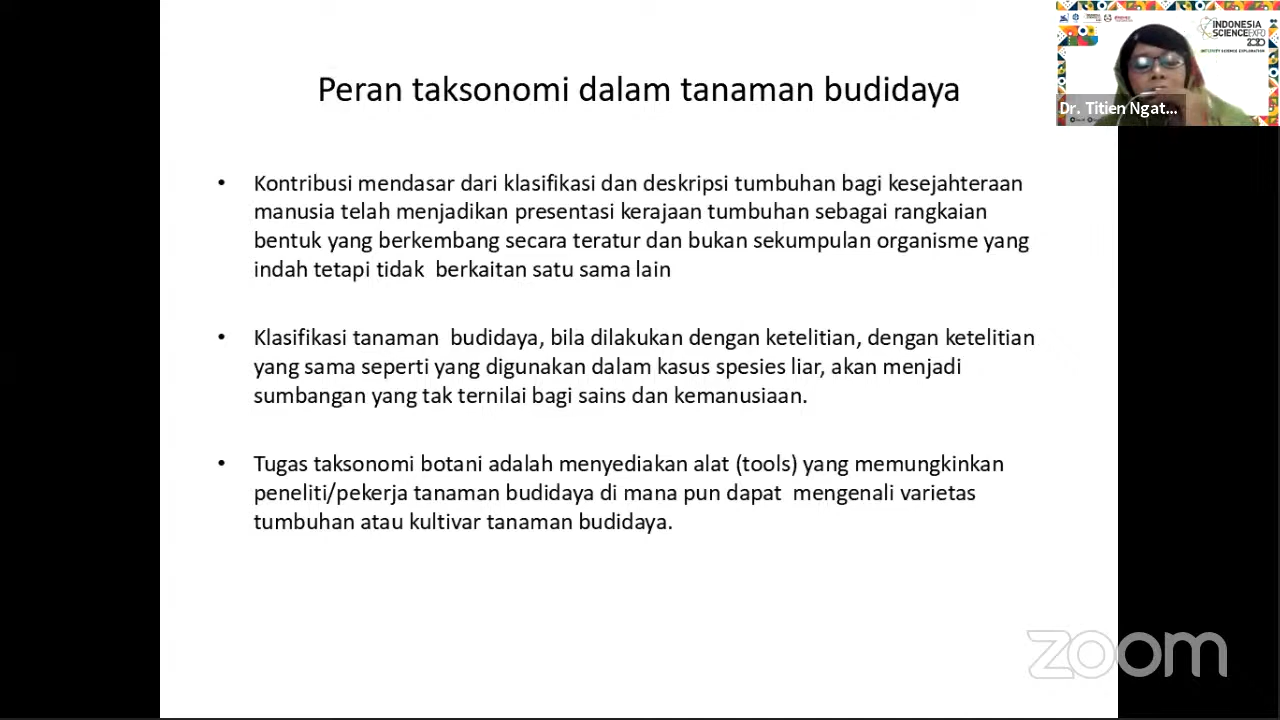 Peran taksonomi dalam tanaman budidaya
INDONESIA
SCIENCE EXPO
2020
Dr. Titien Ngat...
• Kontribusi mendasar dari klasifikasi dan deskripsi tumbuhan bagi kesejahteraan
manusia telah menjadikan presentasi kerajaan tumbuhan sebagai rangkaian
bentuk yang berkembang secara teratur dan bukan sekumpulan organisme yang
indah tetapi tidak berkaitan satu sama lain
• Klasifikasi tanaman budidaya, bila dilakukan dengan ketelitian, dengan ketelitian
yang sama seperti yang digunakan dalam kasus spesies liar, akan menjadi
sumbangan yang tak ternilai bagi sains dan kemanusiaan.
• Tugas taksonomi botani adalah menyediakan alat (tools) yang memungkinkan
peneliti/pekerja tanaman budidaya di mana pun dapat mengenali varietas
tumbuhan atau kultivar tanaman budidaya.
zoom